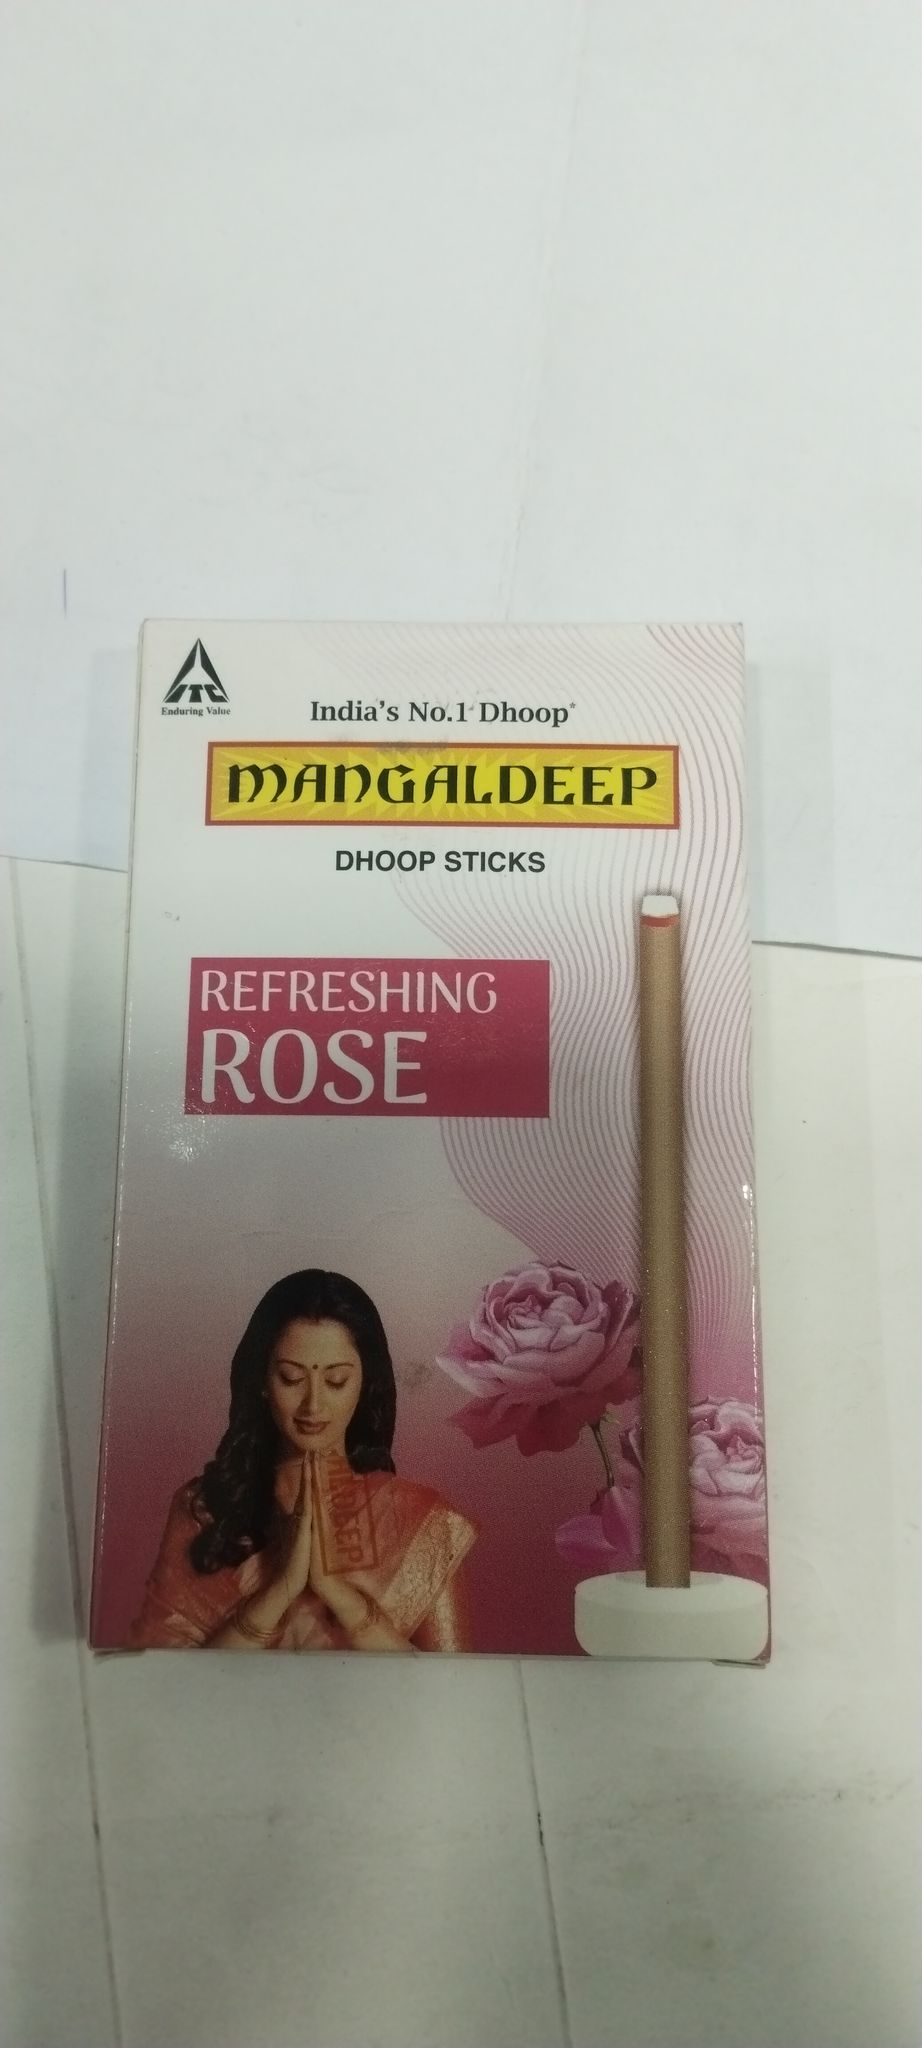 ITC
Enduring Value
India's No.1 Dhoop*
MANGALDEEP
DHOOP STICKS
REFRESHING
ROSE